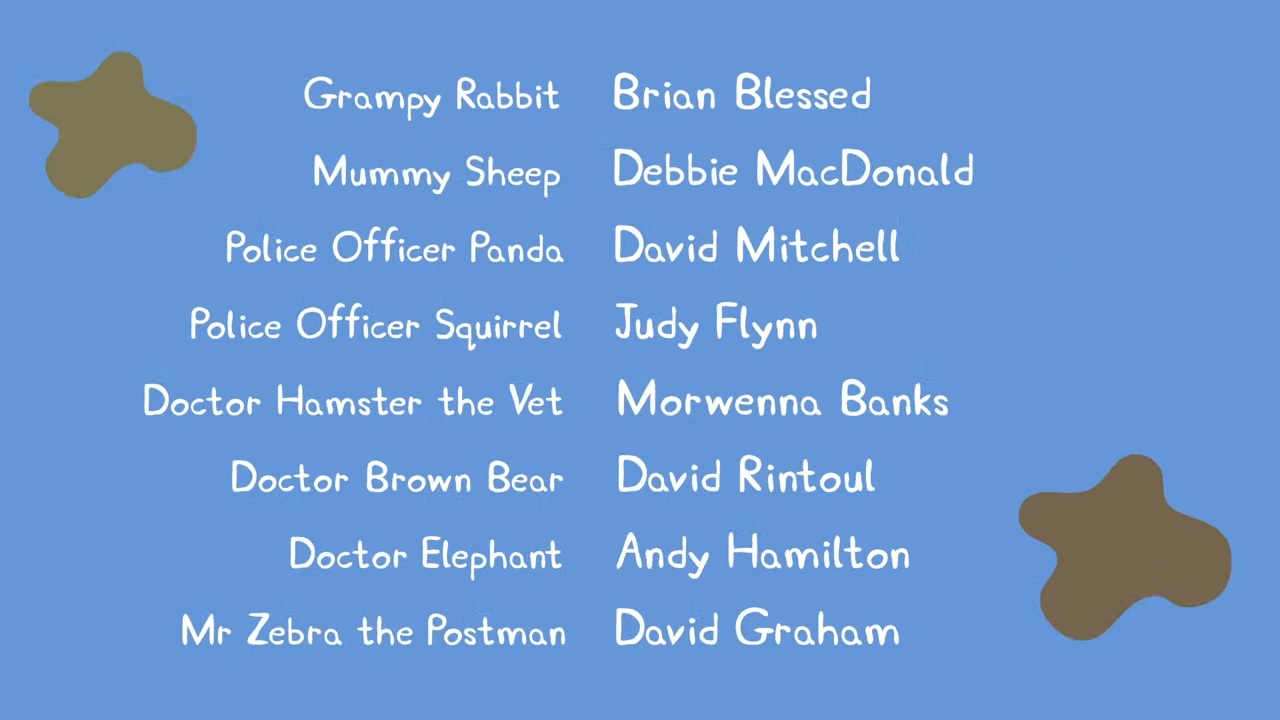 Grampy Rabbit Brian Blessed
Mummy Sheep Debbie MacDonald
Police Officer Panda David Mitchell
Police Officer Squirrel Judy Flynn
Doctor Hamster the Vet Morwenna Banks
Doctor Brown Bear David Rintoul
Doctor Elephant Andy Hamilton
Mr Zebra the Postman David Graham